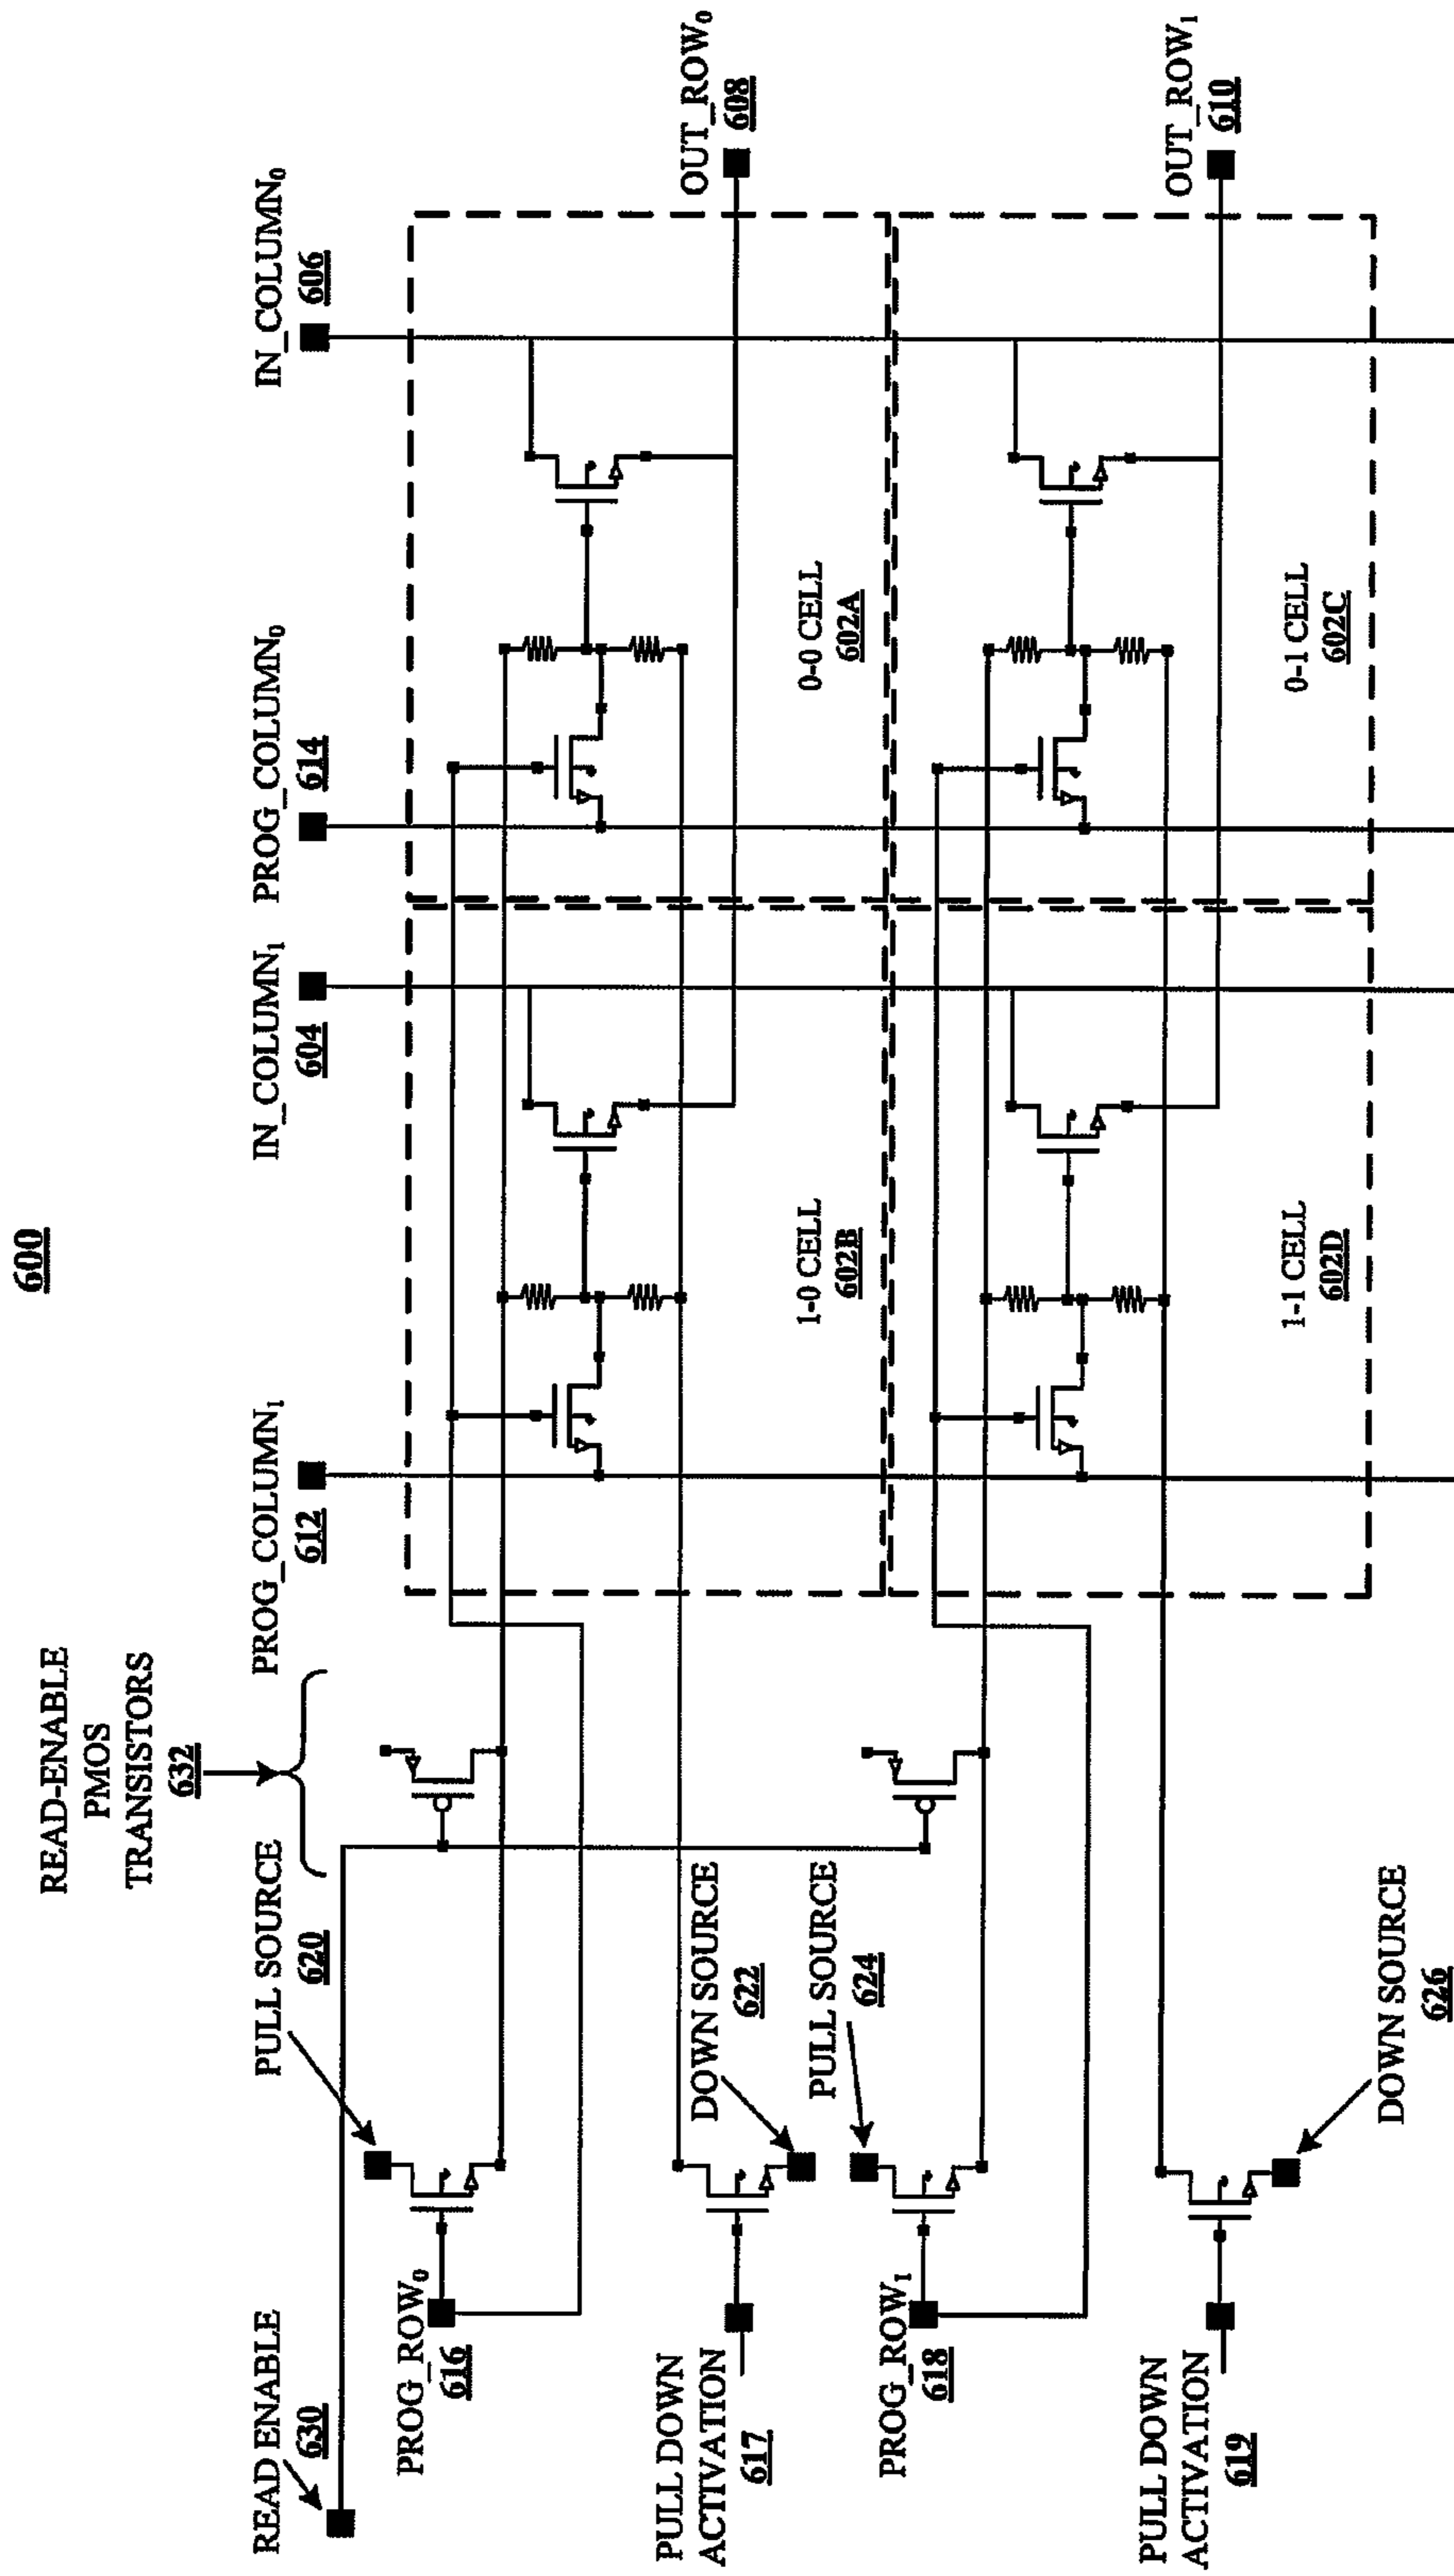 600
READ-ENABLE
PMOS
TRANSISTORS
632
READ ENABLE
630
PULL SOURCE
620
PROG_COLUMN1
612
IN_COLUMN1
604
PROG_COLUMN0
614
IN_COLUMN0
606
PROG_ROW0
616
PULL DOWN
ACTIVATION
617
DOWN SOURCE
622
1-0 CELL
602B
0-0 CELL
602A
OUT_ROW0
608
PROG_ROW1
618
PULL SOURCE
624
PULL DOWN
ACTIVATION
619
DOWN SOURCE
626
1-1 CELL
602D
0-1 CELL
602C
OUT_ROW1
610